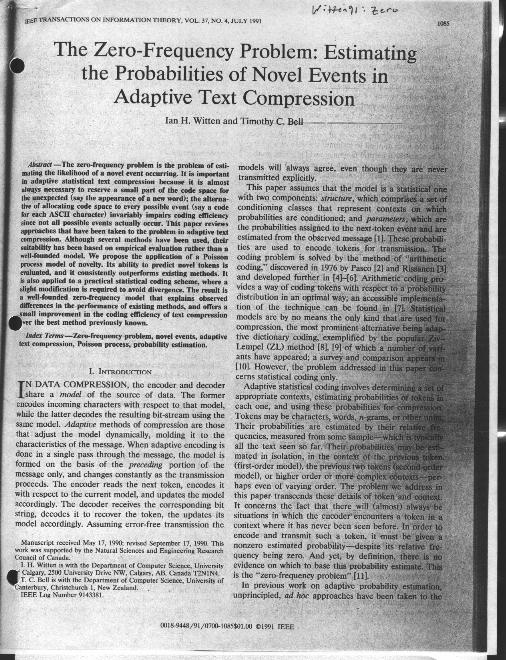 Witten91: Zero
IEEE TRANSACTIONS ON INFORMATION THEORY, VOL. 37, NO. 4, JULY 1991
1085
The Zero-Frequency Problem: Estimating
the Probabilities of Novel Events in
Adaptive Text Compression
Ian H. Witten and Timothy C. Bell
Abstract—The zero-frequency problem is the problem of esti-
mating the likelihood of a novel event occurring. It is important
in adaptive statistical text compression because it is almost
always necessary to reserve a small part of the code space for
the unexpected (say the appearance of a new word); the alterna-
tive of allocating code space to every possible event (say a code
for each ASCII character) invariably impairs coding efficiency
since not all possible events actually occur. This paper reviews
approaches that have been taken to the problem in adaptive text
compression. Although several methods have been used, their
suitability has been based on empirical evaluation rather than a
well-founded model. We propose the application of a Poisson
process model of novelty. Its ability to predict novel tokens is
evaluated, and it consistently outperforms existing methods. It
is also applied to a practical statistical coding scheme, where a
slight modification is required to avoid divergence. The result is
a well-founded zero-frequency model that explains observed
differences in the performance of existing methods, and offers a
small improvement in the coding efficiency of text compression
over the best method previously known.
Index Terms—Zero-frequency problem, novel events, adaptive
text compression, Poisson process, probability estimation.
I. INTRODUCTION
IN DATA COMPRESSION, the encoder and decoder
share a model of the source of data. The former
encodes incoming characters with respect to that model,
while the latter decodes the resulting bit-stream using the
same model. Adaptive methods of compression are those
that adjust the model dynamically, molding it to the
characteristics of the message. When adaptive encoding is
done in a single pass through the message, the model is
formed on the basis of the preceding portion of the
message only, and changes constantly as the transmission
proceeds. The encoder reads the next token, encodes it
with respect to the current model, and updates the model
accordingly. The decoder receives the corresponding bit
string, decodes it to recover the token, the updates its
model accordingly. Assuming error-free transmission the
Manuscript received May 17, 1990; revised September 17, 1990. This
work was supported by the Natural Sciences and Engineering Research
Council of Canada.
I. H. Witten is with the Department of Computer Science, University
of Calgary, 2500 University Drive NW, Calgary, AB, Canada T2N1N4.
T. C. Bell is with the Department of Computer Science, University of
Canterbury, Christchurch 1, New Zealand.
IEEE Log Number 9143381.
models will always agree, even though they are never
transmitted explicitly.
This paper assumes that the model is a statistical one
with two components: structure, which comprises a set of
conditioning classes that represent contexts on which
probabilities are conditioned; and parameters, which are
the probabilities assigned to the next-token event and are
estimated from the observed message [1]. These probabili-
ties are used to encode tokens for transmission. The
coding problem is solved by the method of "arithmetic
coding," discovered in 1976 by Pasco [2] and Rissanen [3]
and developed further in [4]–[6]. Arithmetic coding pro-
vides a way of coding tokens with respect to a probability
distribution in an optimal way; an accessible implementa-
tion of the technique can be found in [7]. Statistical
models are by no means the only kind that are used for
compression, the most prominent alternative being adap-
tive dictionary coding, exemplified by the popular Ziv–
Lempel (ZL) method [8], [9] of which a number of vari-
ants have appeared; a survey and comparison appears in
[10]. However, the problem addressed in this paper con-
cerns statistical coding only.
Adaptive statistical coding involves determining a set of
appropriate contexts, estimating probabilities of tokens in
each one, and using these probabilities for compression.
Tokens may be characters, words, n-grams, or other units.
Their probabilities are estimated by their relative fre-
quencies, measured from some sample—which is typically
all the text seen so far. Their probabilities may be esti-
mated in isolation, in the context of the previous token
(first-order model), the previous two tokens (second-order
model), or higher order or more complex contexts—per-
haps even of varying order. The problem we address in
this paper transcends these details of token and context.
It concerns the fact that there will (almost) always be
situations in which the encoder encounters a token in a
context where it has never been seen before. In order to
encode and transmit such a token, it must be given a
nonzero estimated probability—despite its relative fre-
quency being zero. And yet, by definition, there is no
evidence on which to base this probability estimate. This
is the "zero-frequency problem" [11].
In previous work on adaptive probability estimation,
unprincipled, ad hoc approaches have been taken to the
0018-9448/91/0700-1085$01.00 ©1991 IEEE